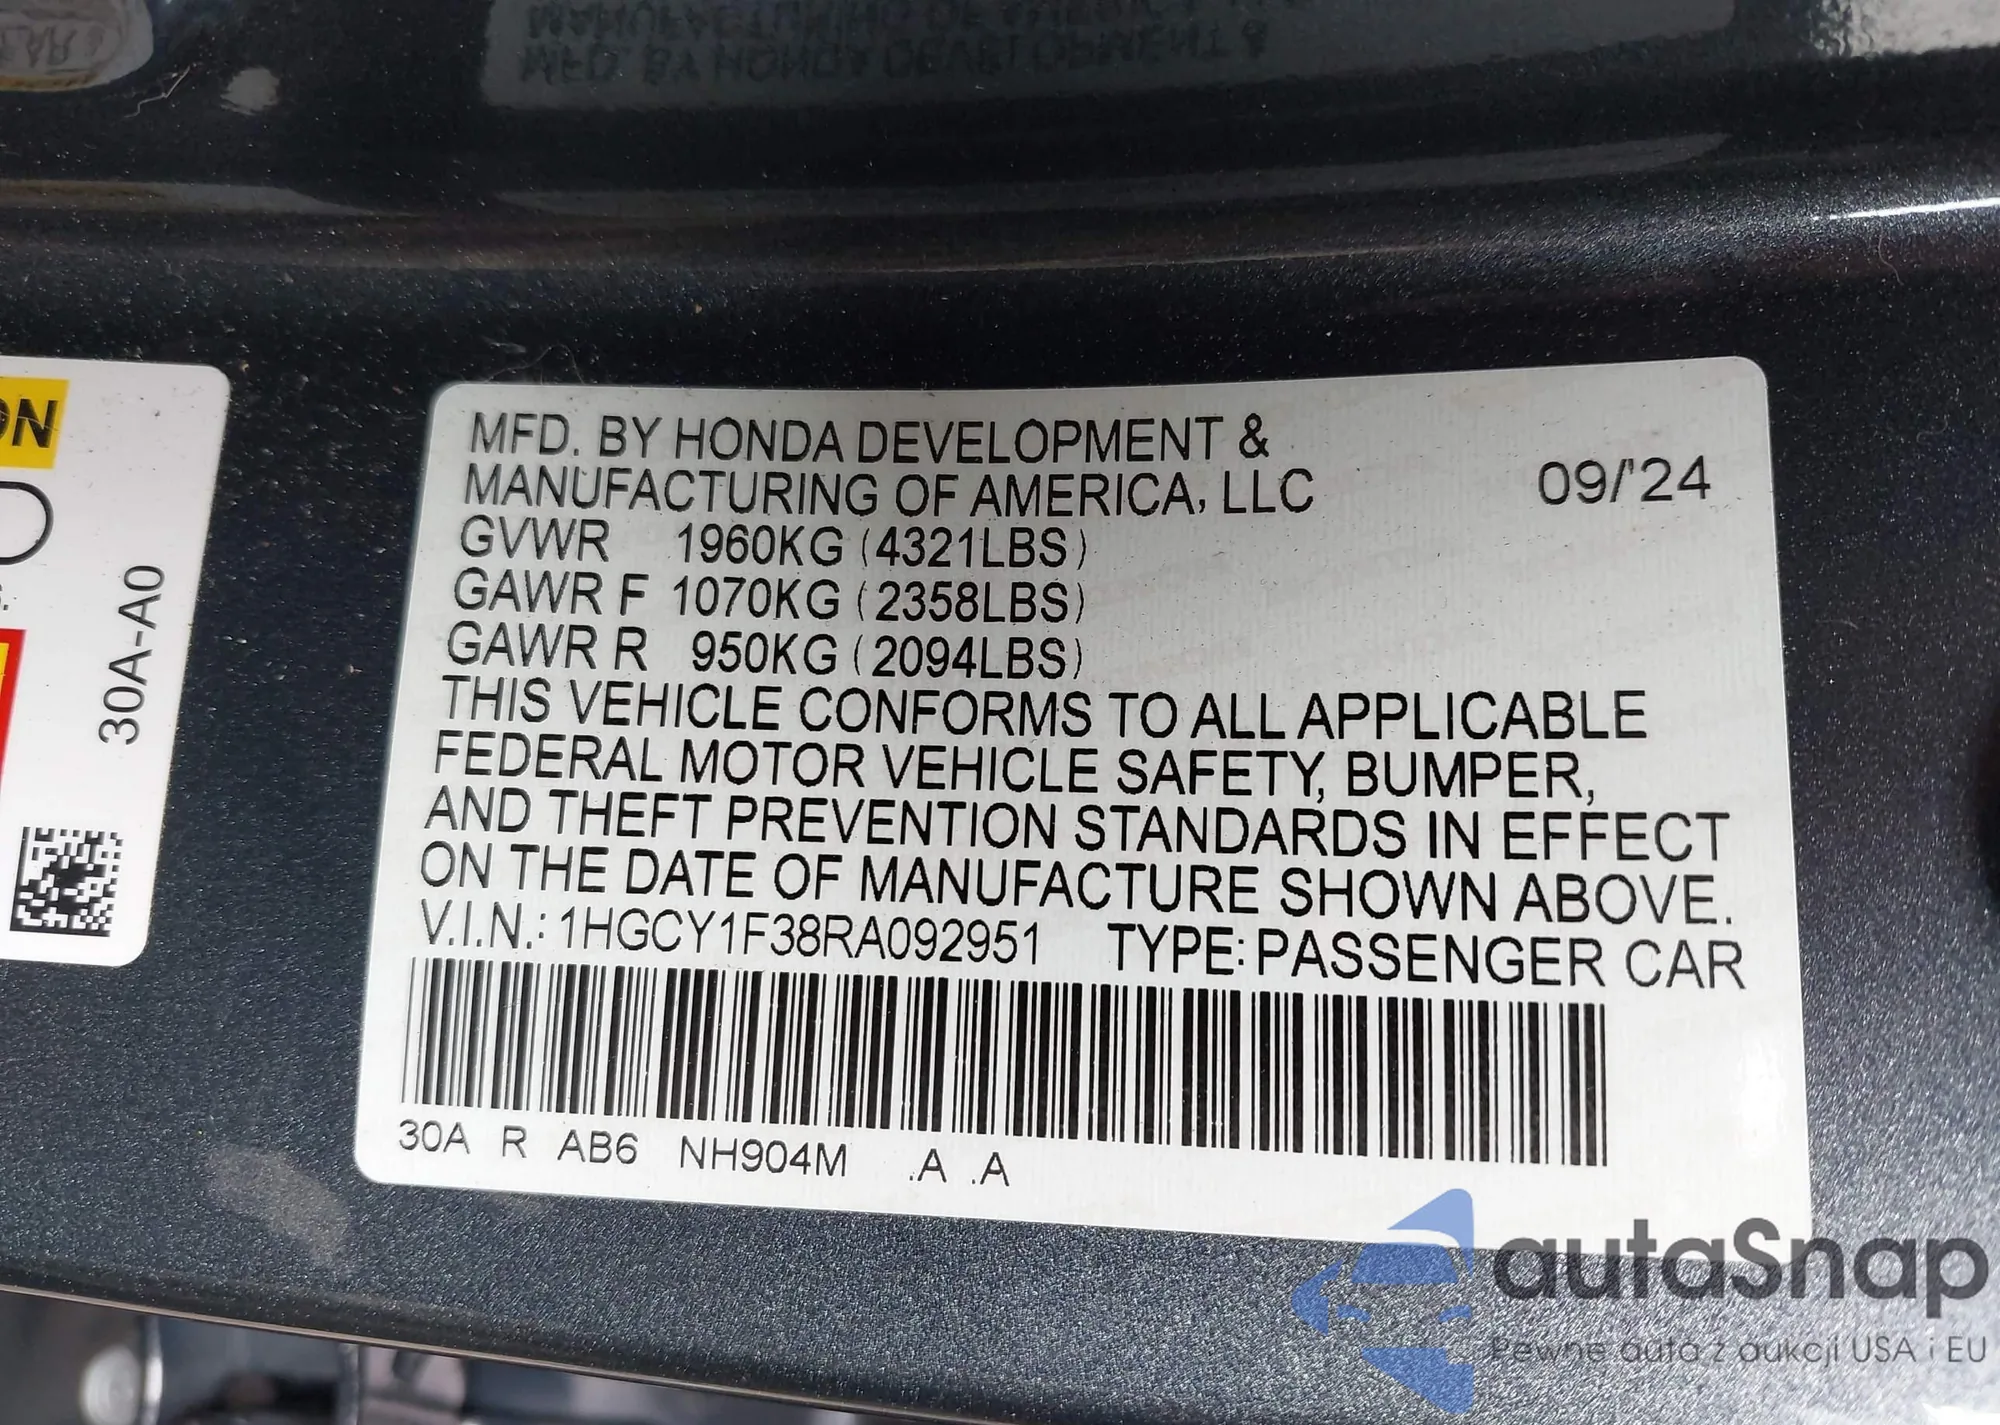 MFD. BY HONDA DEVELOPMENT &
MANUFACTURING OF AMERICA, LLC 09/'24
GVWR 1960KG (4321LBS)
GAWR F 1070KG (2358LBS)
GAWR R 950KG (2094LBS)
THIS VEHICLE CONFORMS TO ALL APPLICABLE
FEDERAL MOTOR VEHICLE SAFETY, BUMPER,
AND THEFT PREVENTION STANDARDS IN EFFECT
ON THE DATE OF MANUFACTURE SHOWN ABOVE.
V.I.N.: 1HGCY1F38RA092951 TYPE: PASSENGER CAR
30A R AB6 NH904M .A .A
30A-A0
autaSnap
Pewne auta z aukcji USA i EU